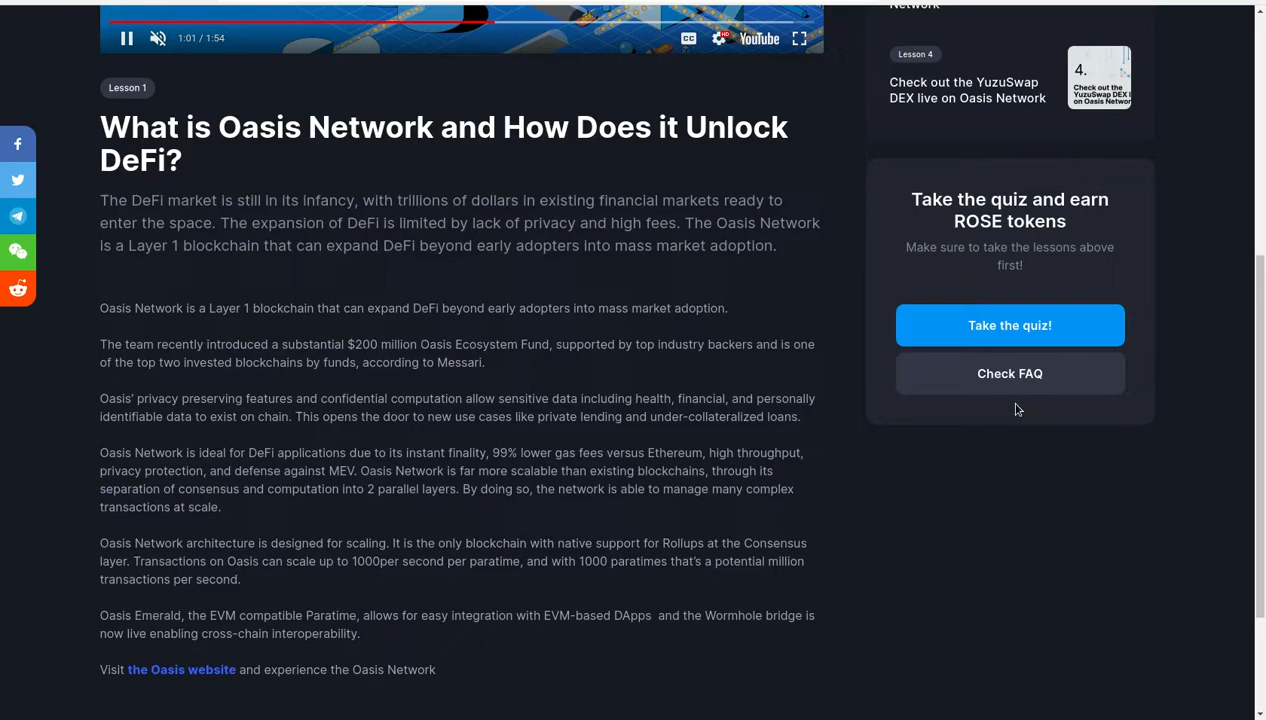 Network
1:01 / 1:54
CC
HD
YouTube
Lesson 4
Check out the YuzuSwap
DEX live on Oasis Network
4.
Check out the
YuzuSwap DEX l
on Oasis Networ
Lesson 1
What is Oasis Network and How Does it Unlock
DeFi?
The DeFi market is still in its infancy, with trillions of dollars in existing financial markets ready to
enter the space. The expansion of DeFi is limited by lack of privacy and high fees. The Oasis Network
is a Layer 1 blockchain that can expand DeFi beyond early adopters into mass market adoption.
Oasis Network is a Layer 1 blockchain that can expand DeFi beyond early adopters into mass market adoption.
The team recently introduced a substantial $200 million Oasis Ecosystem Fund, supported by top industry backers and is one
of the top two invested blockchains by funds, according to Messari.
Oasis’ privacy preserving features and confidential computation allow sensitive data including health, financial, and personally
identifiable data to exist on chain. This opens the door to new use cases like private lending and under-collateralized loans.
Oasis Network is ideal for DeFi applications due to its instant finality, 99% lower gas fees versus Ethereum, high throughput,
privacy protection, and defense against MEV. Oasis Network is far more scalable than existing blockchains, through its
separation of consensus and computation into 2 parallel layers. By doing so, the network is able to manage many complex
transactions at scale.
Oasis Network architecture is designed for scaling. It is the only blockchain with native support for Rollups at the Consensus
layer. Transactions on Oasis can scale up to 1000per second per paratime, and with 1000 paratimes that’s a potential million
transactions per second.
Oasis Emerald, the EVM compatible Paratime, allows for easy integration with EVM-based DApps and the Wormhole bridge is
now live enabling cross-chain interoperability.
Visit the Oasis website and experience the Oasis Network
Take the quiz and earn
ROSE tokens
Make sure to take the lessons above
first!
Take the quiz!
Check FAQ